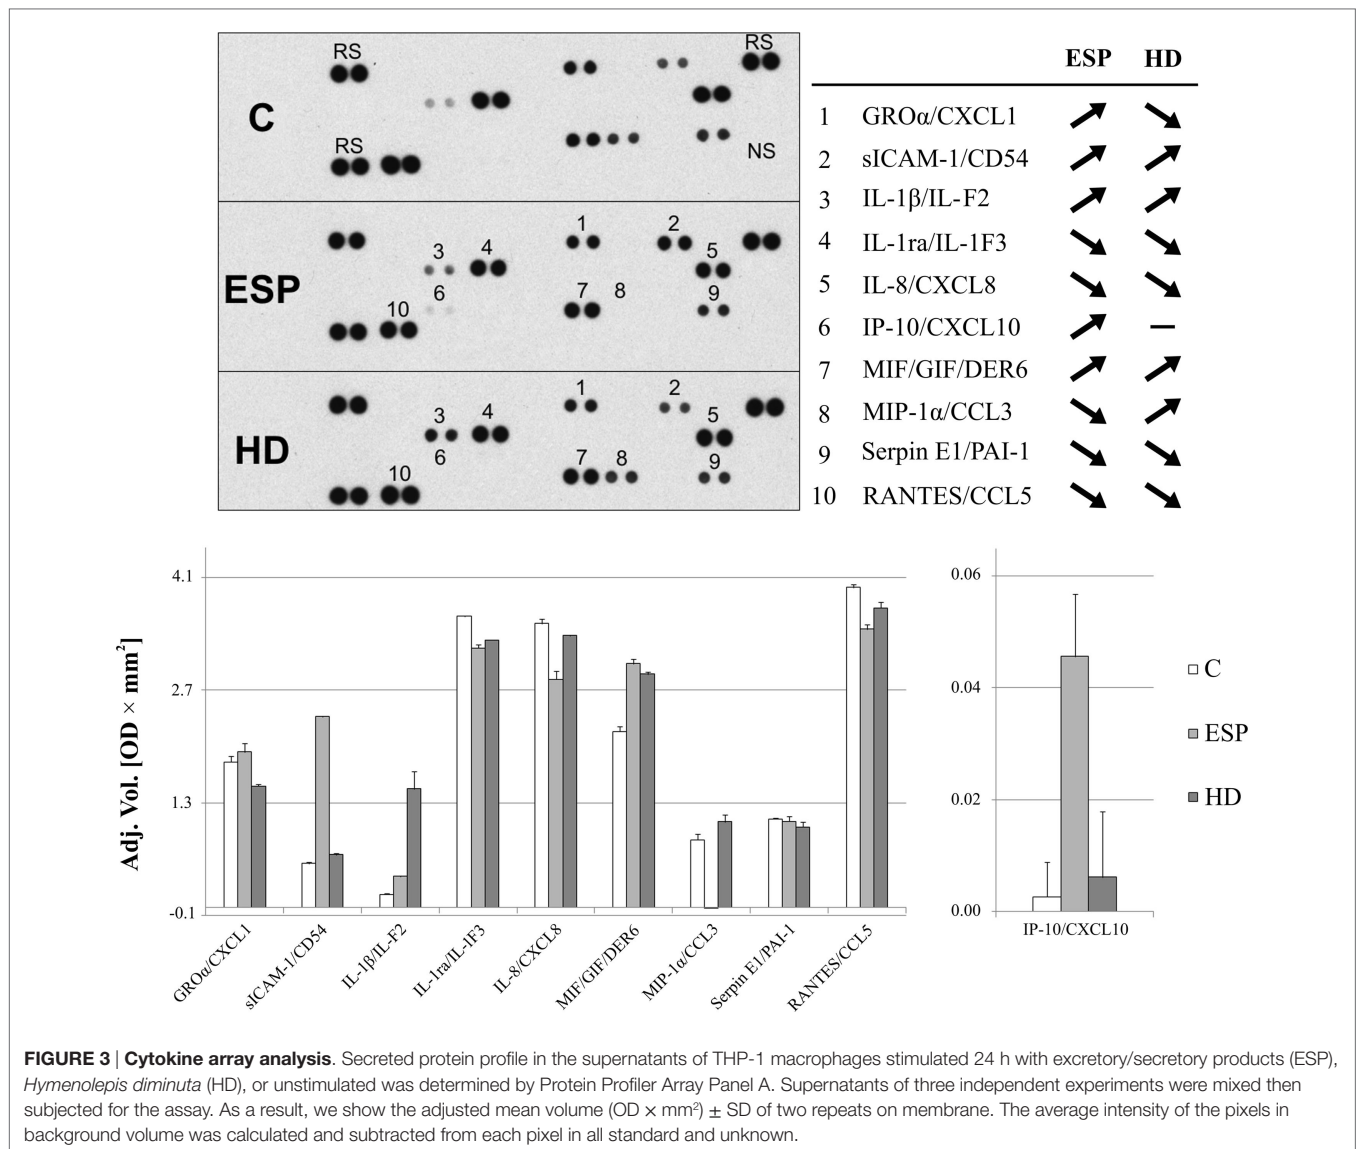 RS
RS
C
RS
NS
ESP
1
2
3
4
5
6
7
8
9
10
HD
1
2
3
4
5
6
7
8
9
10
ESP HD
1 GROα/CXCL1
2 sICAM-1/CD54
3 IL-1β/IL-F2
4 IL-1ra/IL-1F3
5 IL-8/CXCL8
6 IP-10/CXCL10 –
7 MIF/GIF/DER6
8 MIP-1α/CCL3
9 Serpin E1/PAI-1
10 RANTES/CCL5
Adj. Vol. [OD × mm²]
4.1
2.7
1.3
-0.1
GROα/CXCL1
sICAM-1/CD54
IL-1β/IL-F2
IL-1ra/IL-1F3
IL-8/CXCL8
MIF/GIF/DER6
MIP-1α/CCL3
Serpin E1/PAI-1
RANTES/CCL5
0.06
0.04
0.02
0.00
IP-10/CXCL10
C
ESP
HD
FIGURE 3 | Cytokine array analysis. Secreted protein profile in the supernatants of THP-1 macrophages stimulated 24 h with excretory/secretory products (ESP),
Hymenolepis diminuta (HD), or unstimulated was determined by Protein Profiler Array Panel A. Supernatants of three independent experiments were mixed then
subjected for the assay. As a result, we show the adjusted mean volume (OD × mm²) ± SD of two repeats on membrane. The average intensity of the pixels in
background volume was calculated and subtracted from each pixel in all standard and unknown.